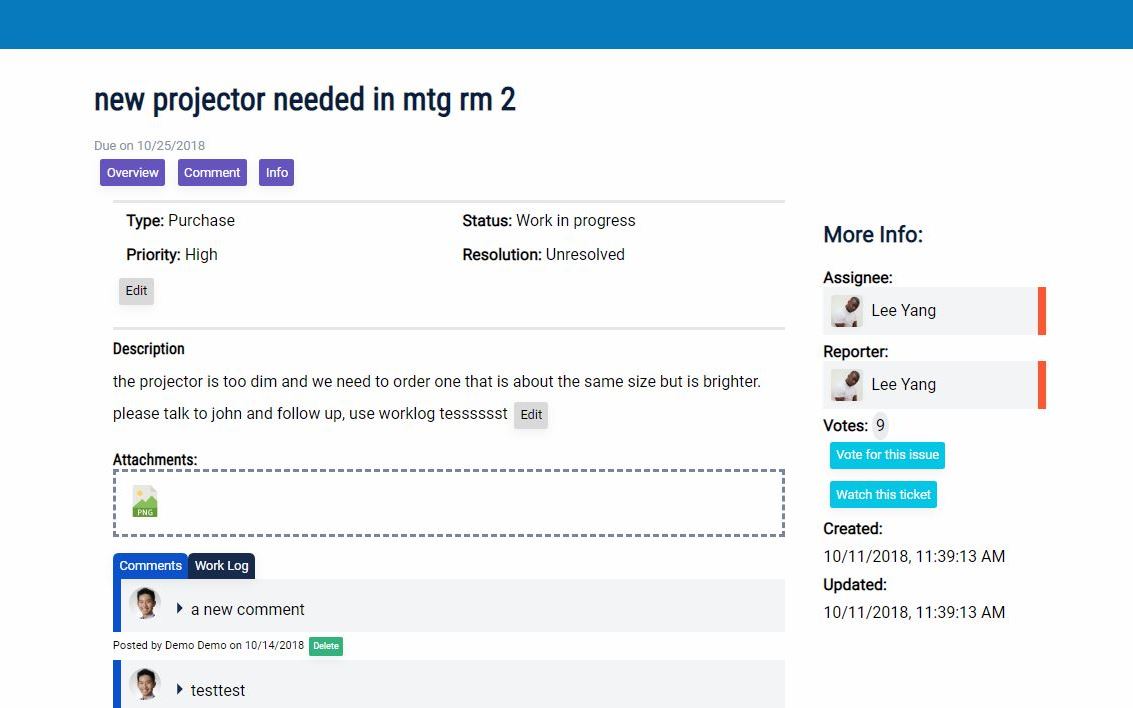 new projector needed in mtg rm 2
Due on 10/25/2018
Overview Comment Info
Type: Purchase Status: Work in progress
Priority: High Resolution: Unresolved
Edit
Description
the projector is too dim and we need to order one that is about the same size but is brighter.
please talk to john and follow up, use worklog tesssssst Edit
Attachments:
PNG
Comments Work Log
a new comment
Posted by Demo Demo on 10/14/2018 Delete
testtest
More Info:
Assignee:
Lee Yang
Reporter:
Lee Yang
Votes: 9
Vote for this issue
Watch this ticket
Created:
10/11/2018, 11:39:13 AM
Updated:
10/11/2018, 11:39:13 AM